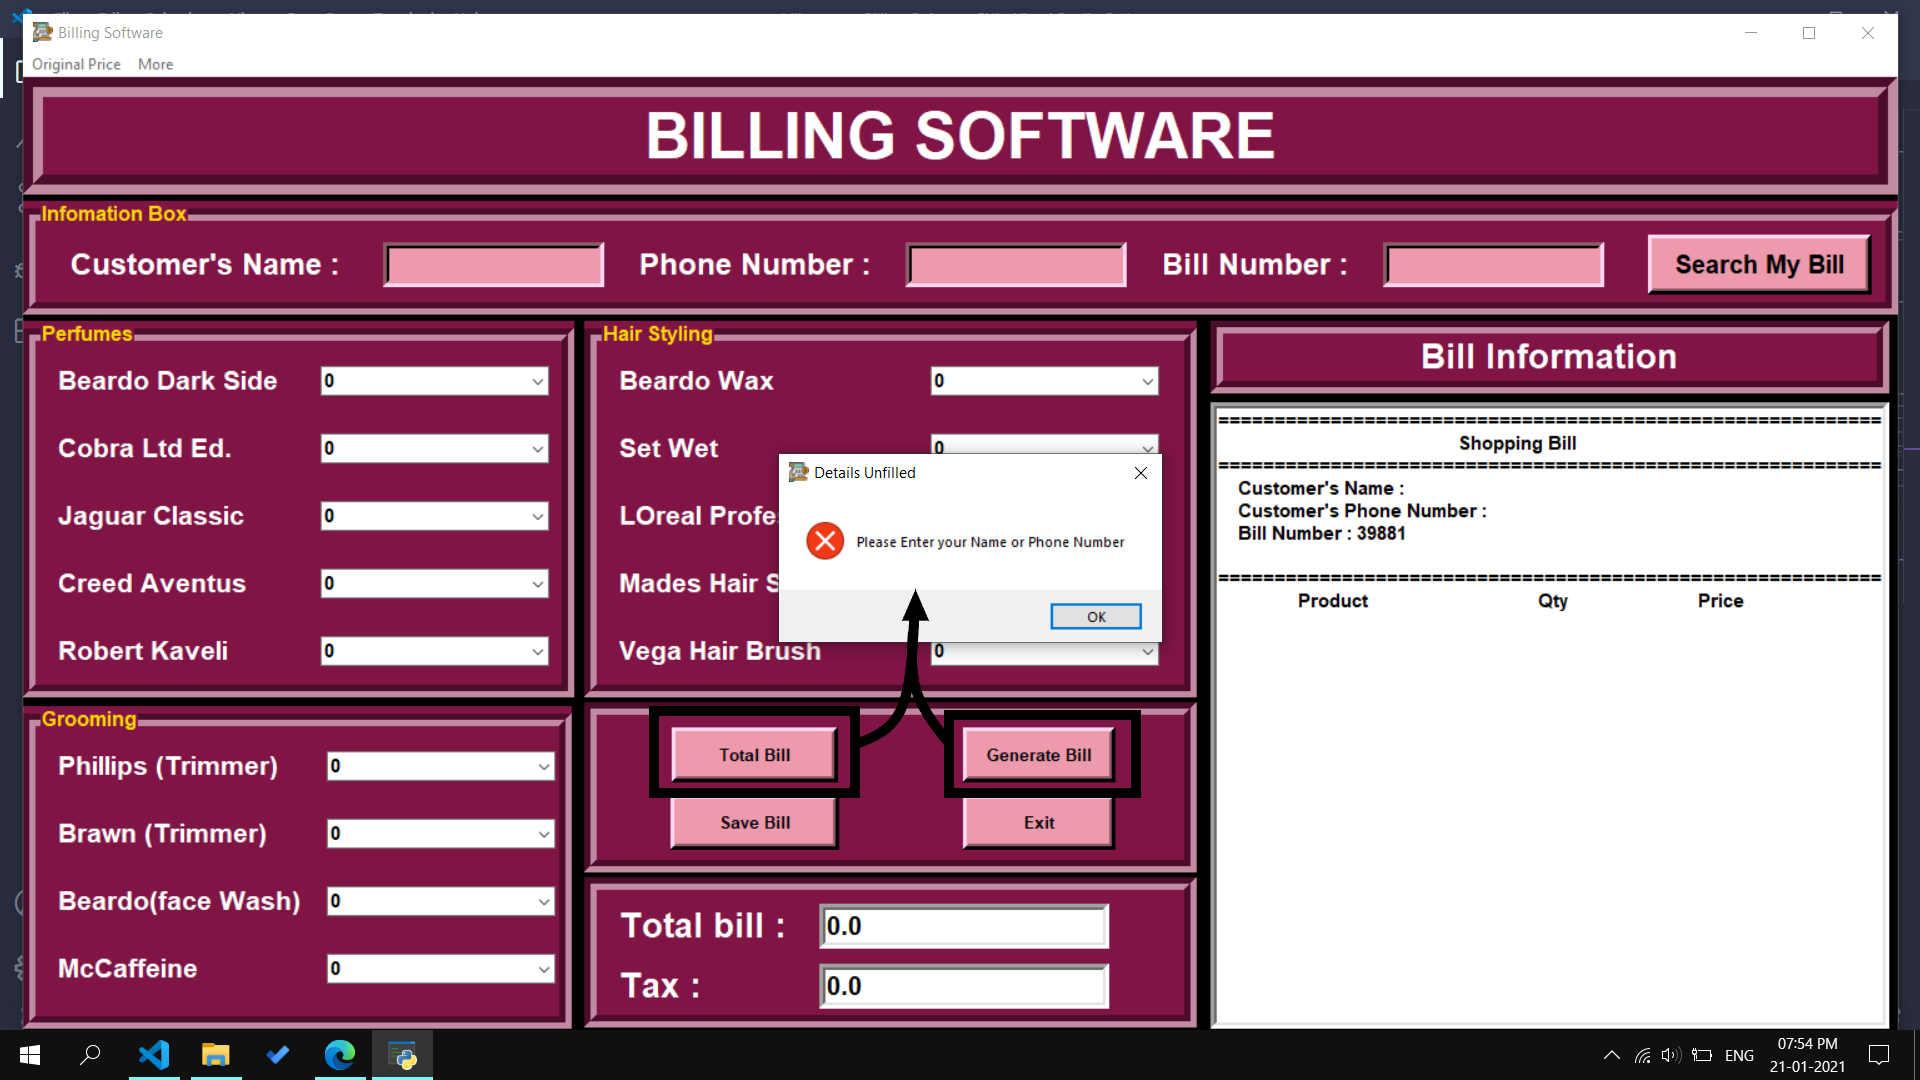 Billing Software
Original Price More
BILLING SOFTWARE
Infomation Box
Customer's Name : Phone Number : Bill Number : Search My Bill
Perfumes
Beardo Dark Side 0
Cobra Ltd Ed. 0
Jaguar Classic 0
Creed Aventus 0
Robert Kaveli 0
Hair Styling
Beardo Wax 0
Set Wet 0
LOreal Profes
Mades Hair S
Vega Hair Brush 0
Details Unfilled
Please Enter your Name or Phone Number
OK
Bill Information
===============================================================
Shopping Bill
===============================================================
Customer's Name :
Customer's Phone Number :
Bill Number : 39881
===============================================================
Product Qty Price
Grooming
Phillips (Trimmer) 0
Brawn (Trimmer) 0
Beardo(face Wash) 0
McCaffeine 0
Total Bill Generate Bill
Save Bill Exit
Total bill : 0.0
Tax : 0.0
ENG
07:54 PM
21-01-2021